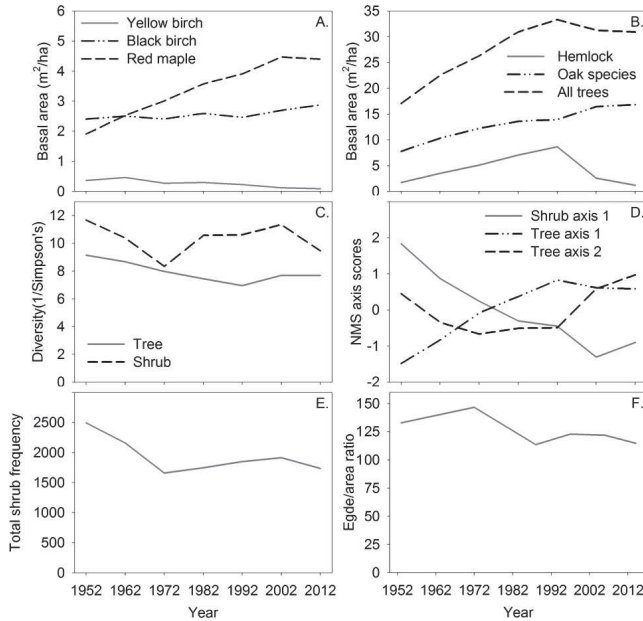 A.
Yellow birch
Black birch
Red maple
Basal area (m²/ha)
6
5
4
3
2
1
0
B.
Hemlock
Oak species
All trees
Basal area (m²/ha)
35
30
25
20
15
10
5
0
C.
Tree
Shrub
Diversity(1/Simpson's)
12
10
8
6
4
2
0
D.
Shrub axis 1
Tree axis 1
Tree axis 2
NMS axis scores
2
1
0
-1
-2
E.
Total shrub frequency
2500
2000
1500
1000
500
0
1952 1962 1972 1982 1992 2002 2012
Year
F.
Egde/area ratio
150
125
100
75
50
25
0
1952 1962 1972 1982 1992 2002 2012
Year